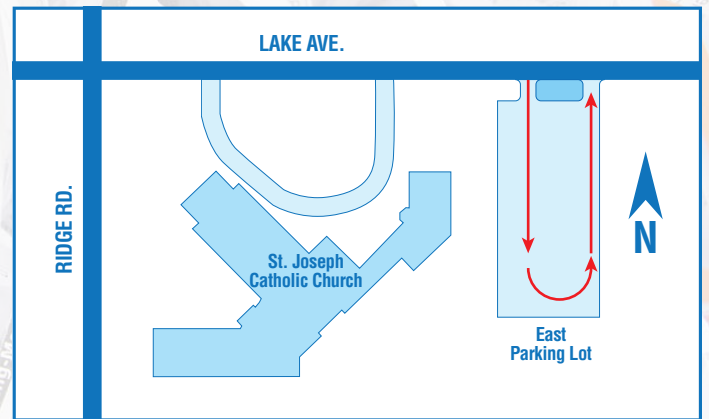 LAKE AVE.
RIDGE RD.
St. Joseph
Catholic Church
N
East
Parking Lot